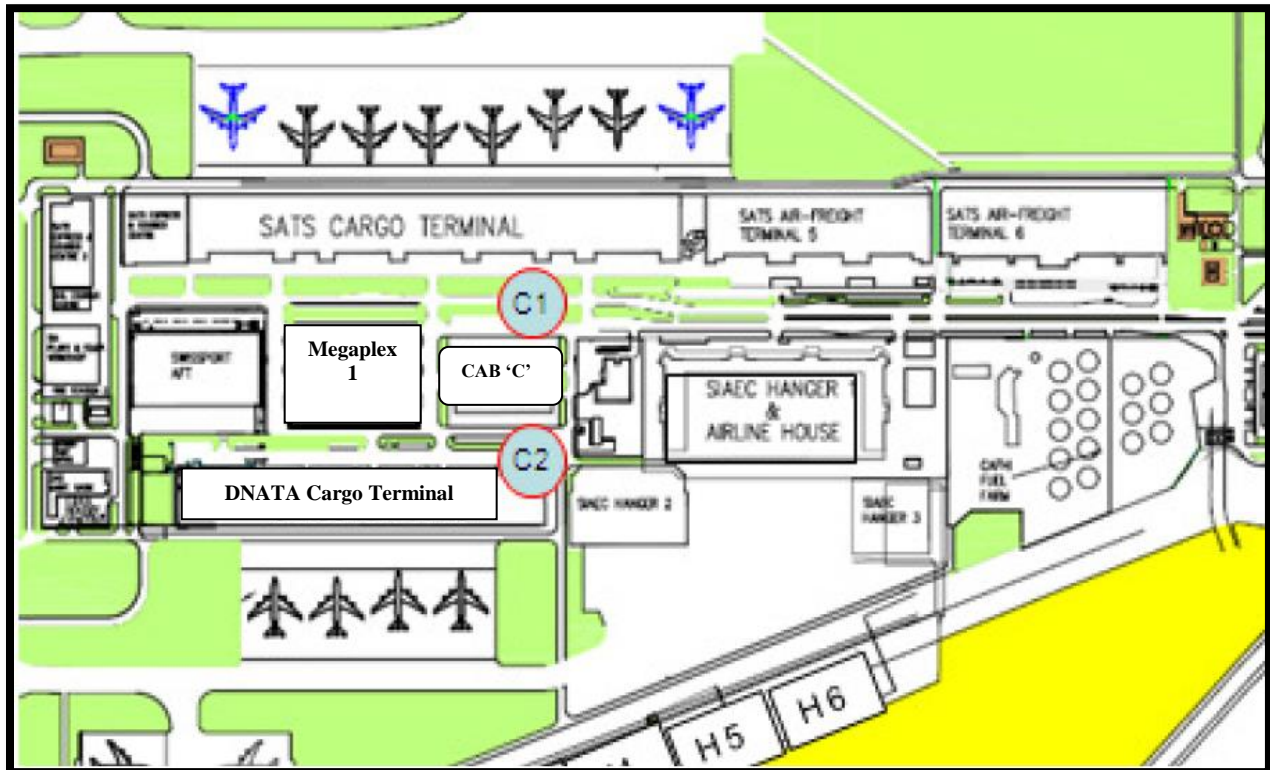 SATS CARGO TERMINAL
SATS AIR-FREIGHT
TERMINAL 5
SATS AIR-FREIGHT
TERMINAL 6
C1
SWISSPORT
AFT
Megaplex
1
CAB ‘C’
SIAEC HANGER 1
&
AIRLINE HOUSE
C2
DNATA Cargo Terminal
SIAEC HANGER 2
SIAEC
HANGER 3
CAFHI
FUEL
FARM
H5
H6